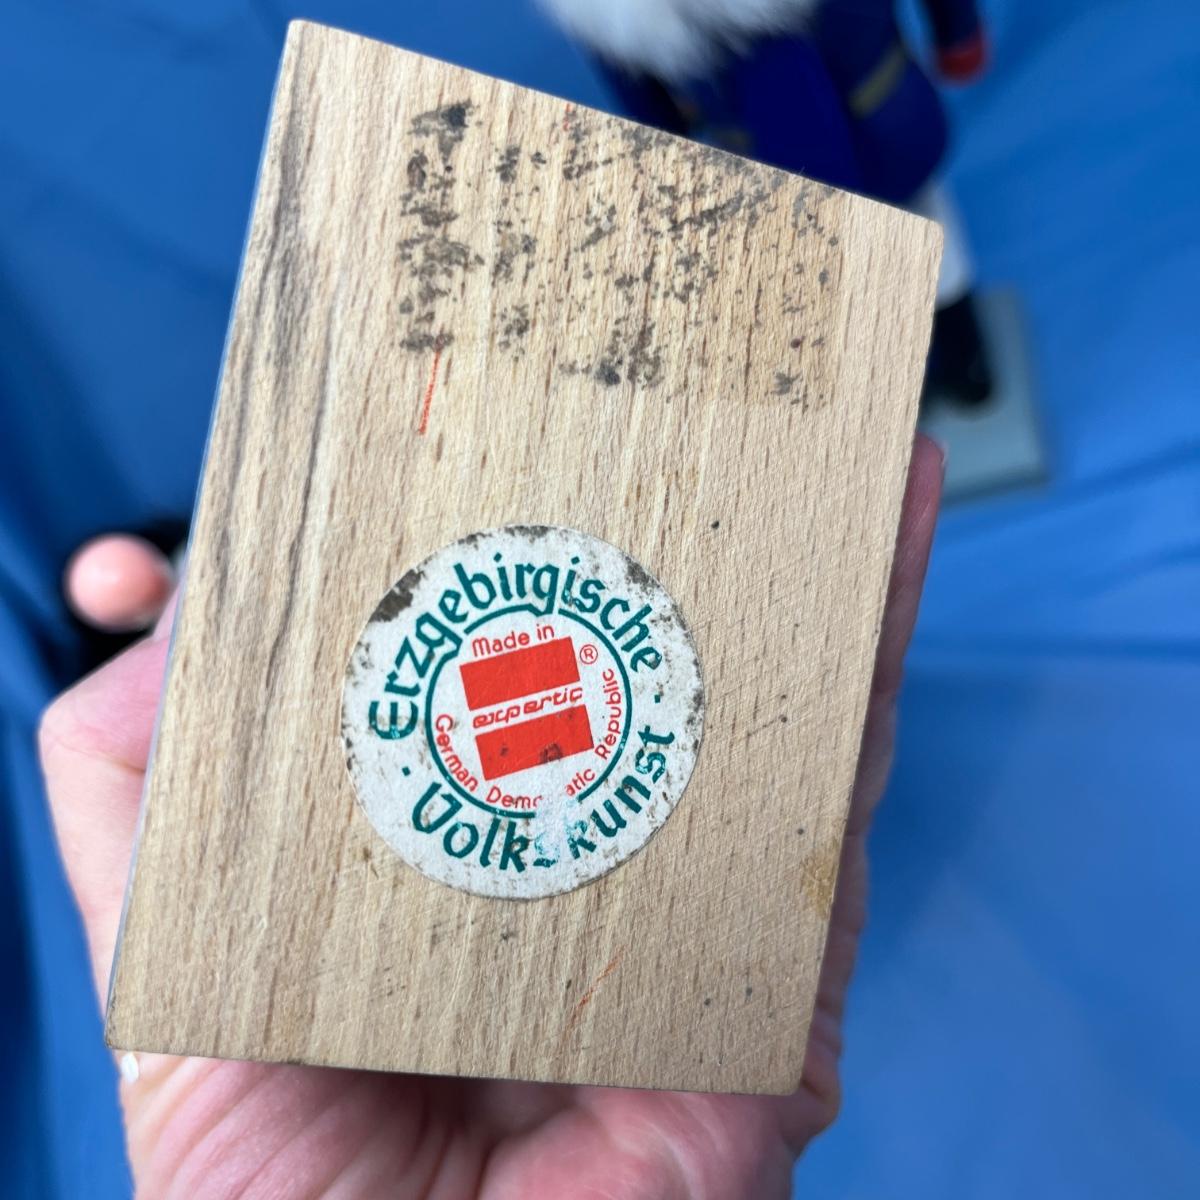 Erzgebirgische
Made in
®
expertic
German Democratic Republic
· Volkskunst ·